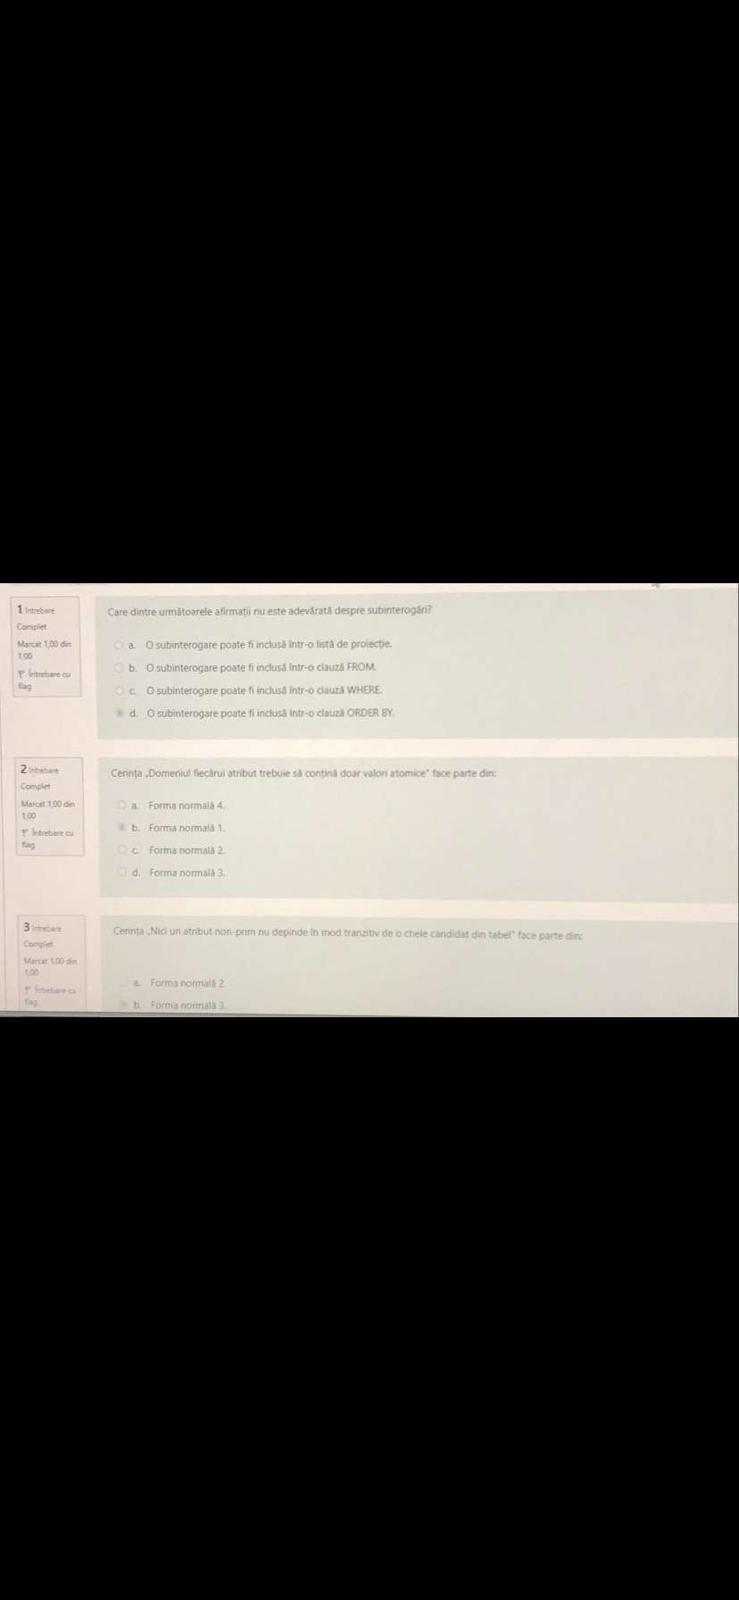 1 Întrebare
Complet
Marcat 1,00 din
1,00
Întrebare cu
flag
Care dintre următoarele afirmații nu este adevărată despre subinterogări?
a. O subinterogare poate fi inclusă într-o listă de proiecție.
b. O subinterogare poate fi inclusă într-o clauză FROM.
c. O subinterogare poate fi inclusă într-o clauză WHERE.
d. O subinterogare poate fi inclusă într-o clauză ORDER BY.
2 Întrebare
Complet
Marcat 1,00 din
1,00
Întrebare cu
flag
Cerința „Domeniul fiecărui atribut trebuie să conțină doar valori atomice" face parte din:
a. Forma normală 4.
b. Forma normală 1.
c. Forma normală 2.
d. Forma normală 3.
3 Întrebare
Complet
Marcat 1,00 din
1,00
Întrebare cu
flag
Cerința „Nici un atribut non-prim nu depinde în mod tranzitiv de o cheie candidat din tabel" face parte din:
a. Forma normală 2.
b. Forma normală 3.